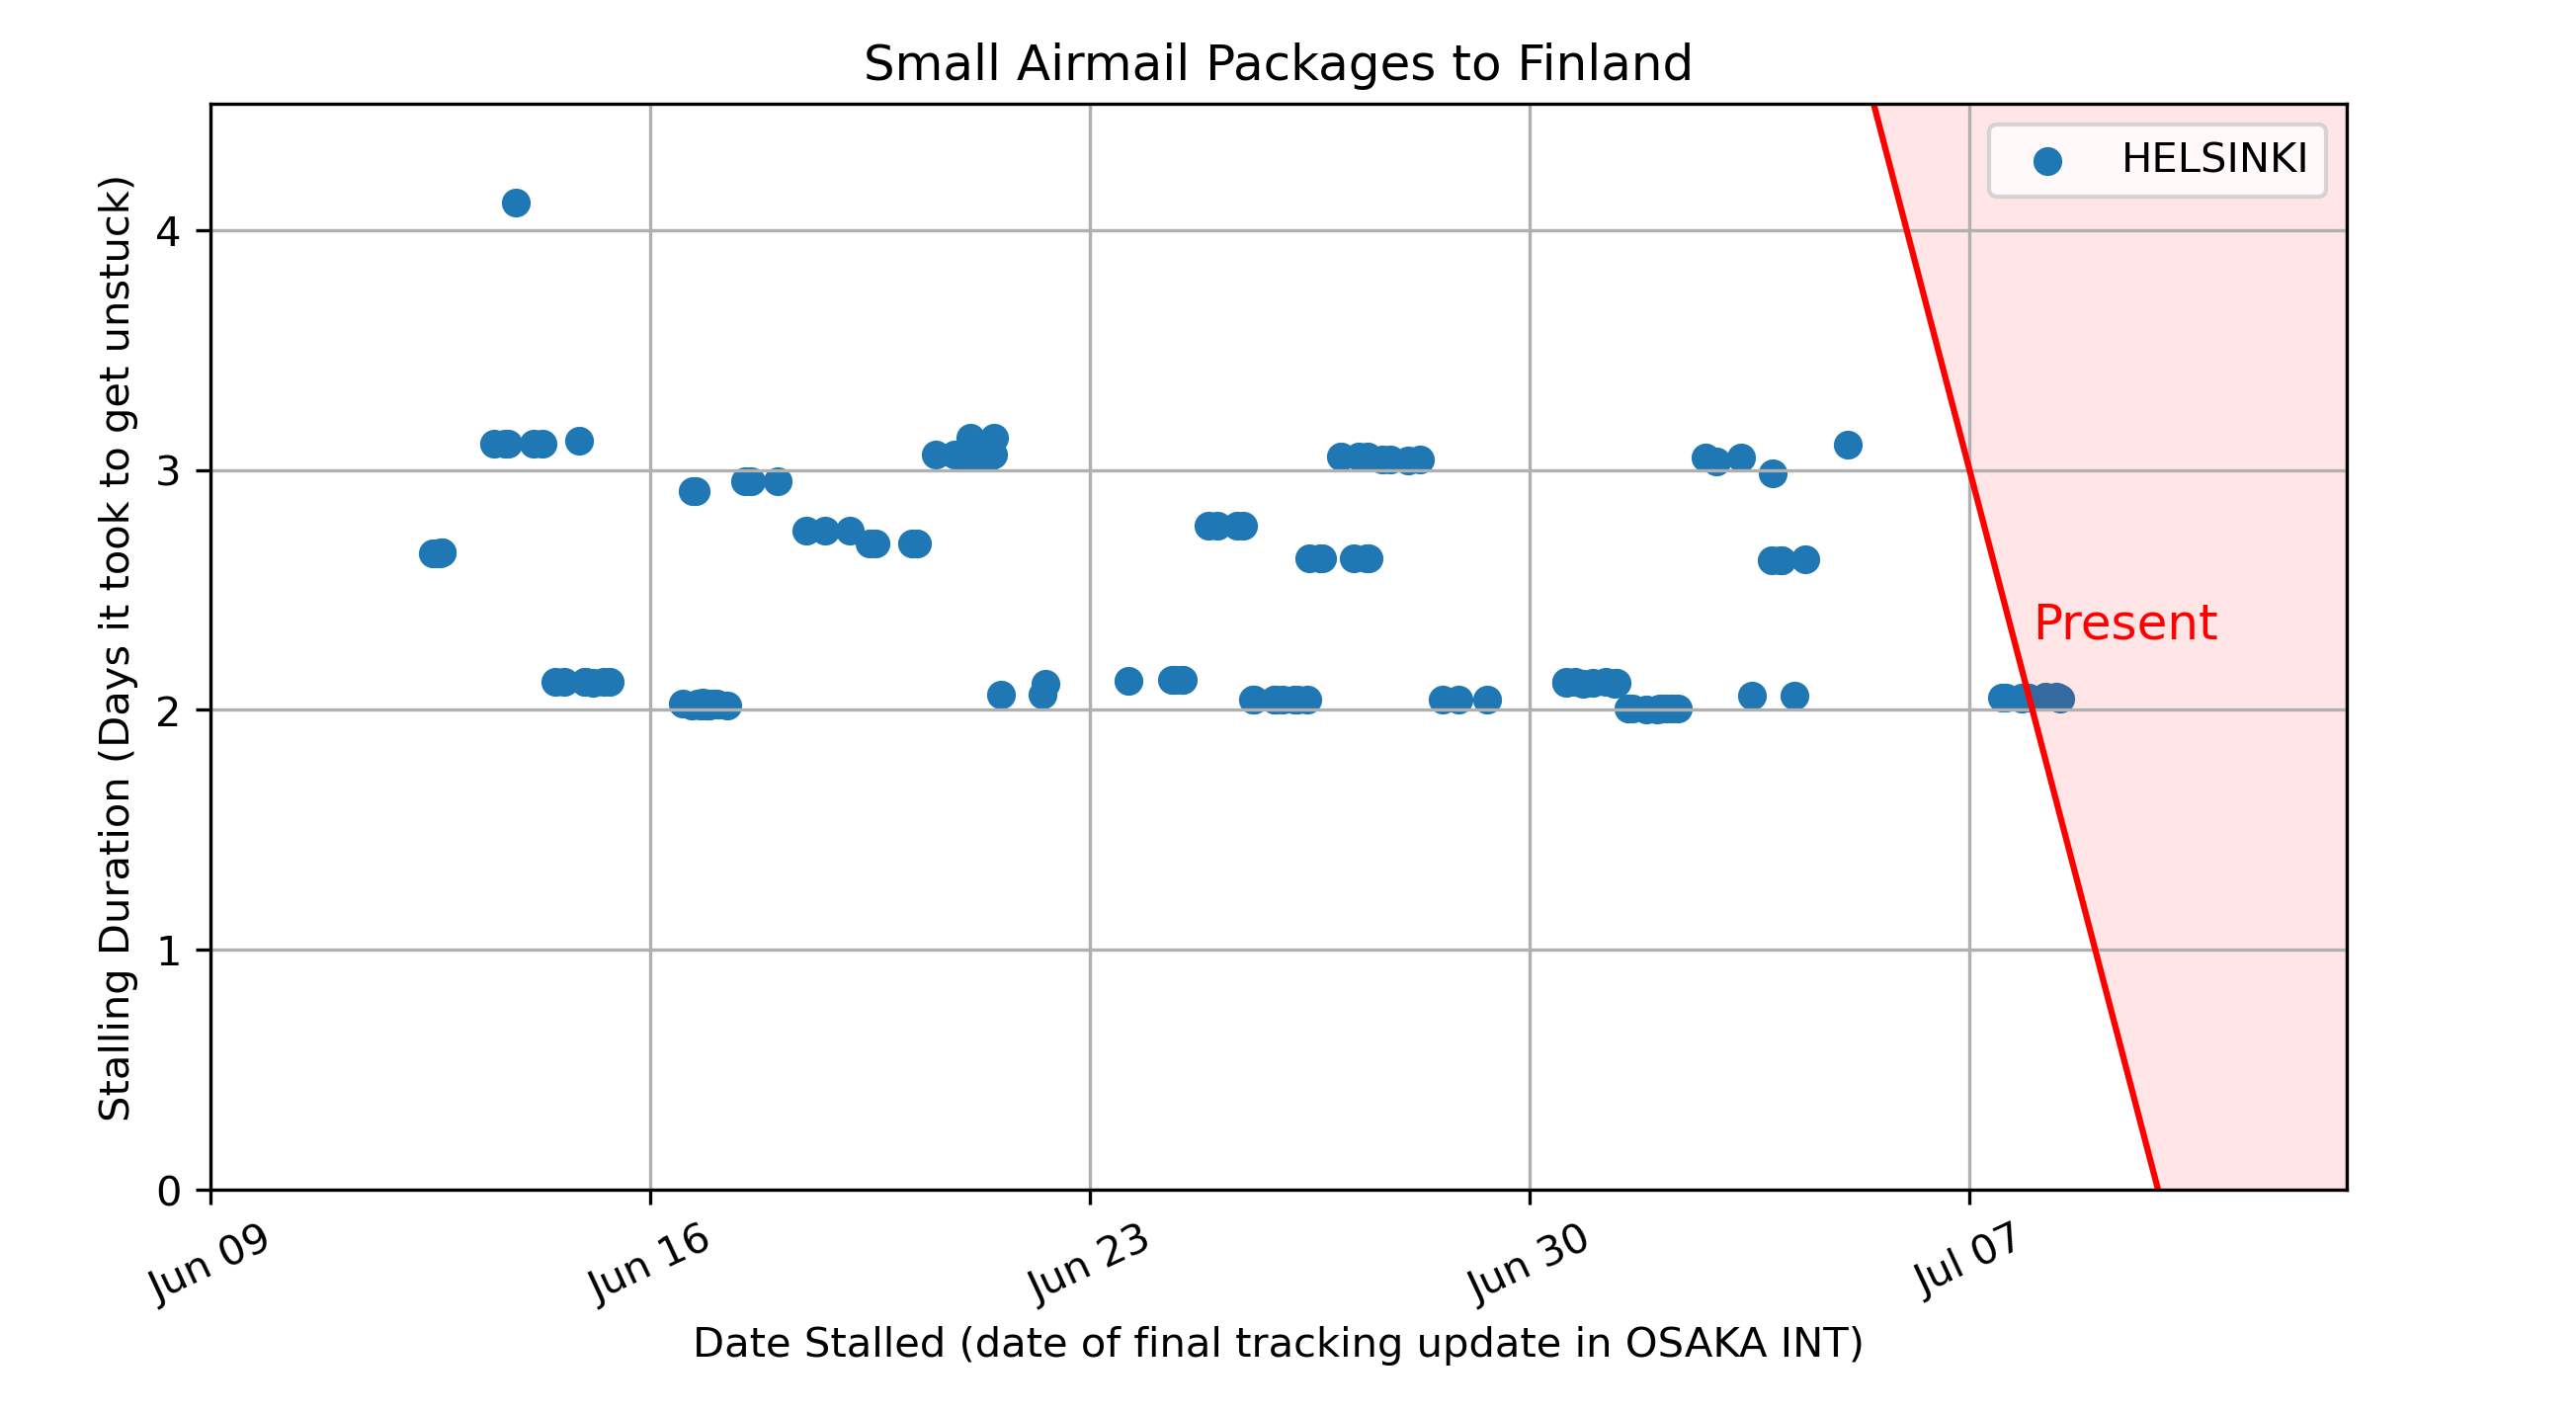 Small Airmail Packages to Finland
HELSINKI
Stalling Duration (Days it took to get unstuck)
4
3
2
1
0
Present
Jun 09
Jun 16
Jun 23
Jun 30
Jul 07
Date Stalled (date of final tracking update in OSAKA INT)